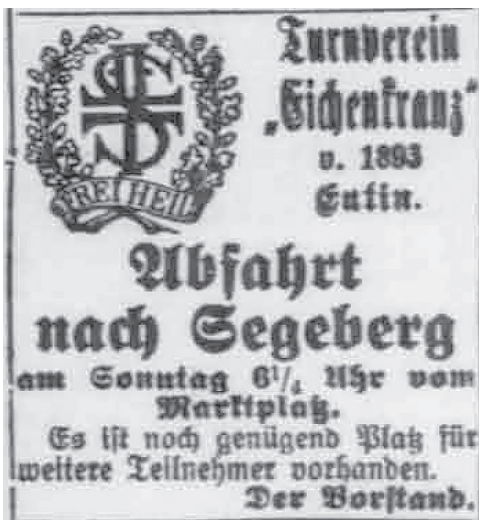 Turnverein
„Eichenkranz“
v. 1893
Eutin.
FREI HEIL
Abfahrt
nach Segeberg
am Sonntag 6¼ Uhr vom
Marktplatz.
Es ist noch genügend Platz für
weitere Teilnehmer vorhanden.
Der Vorstand.